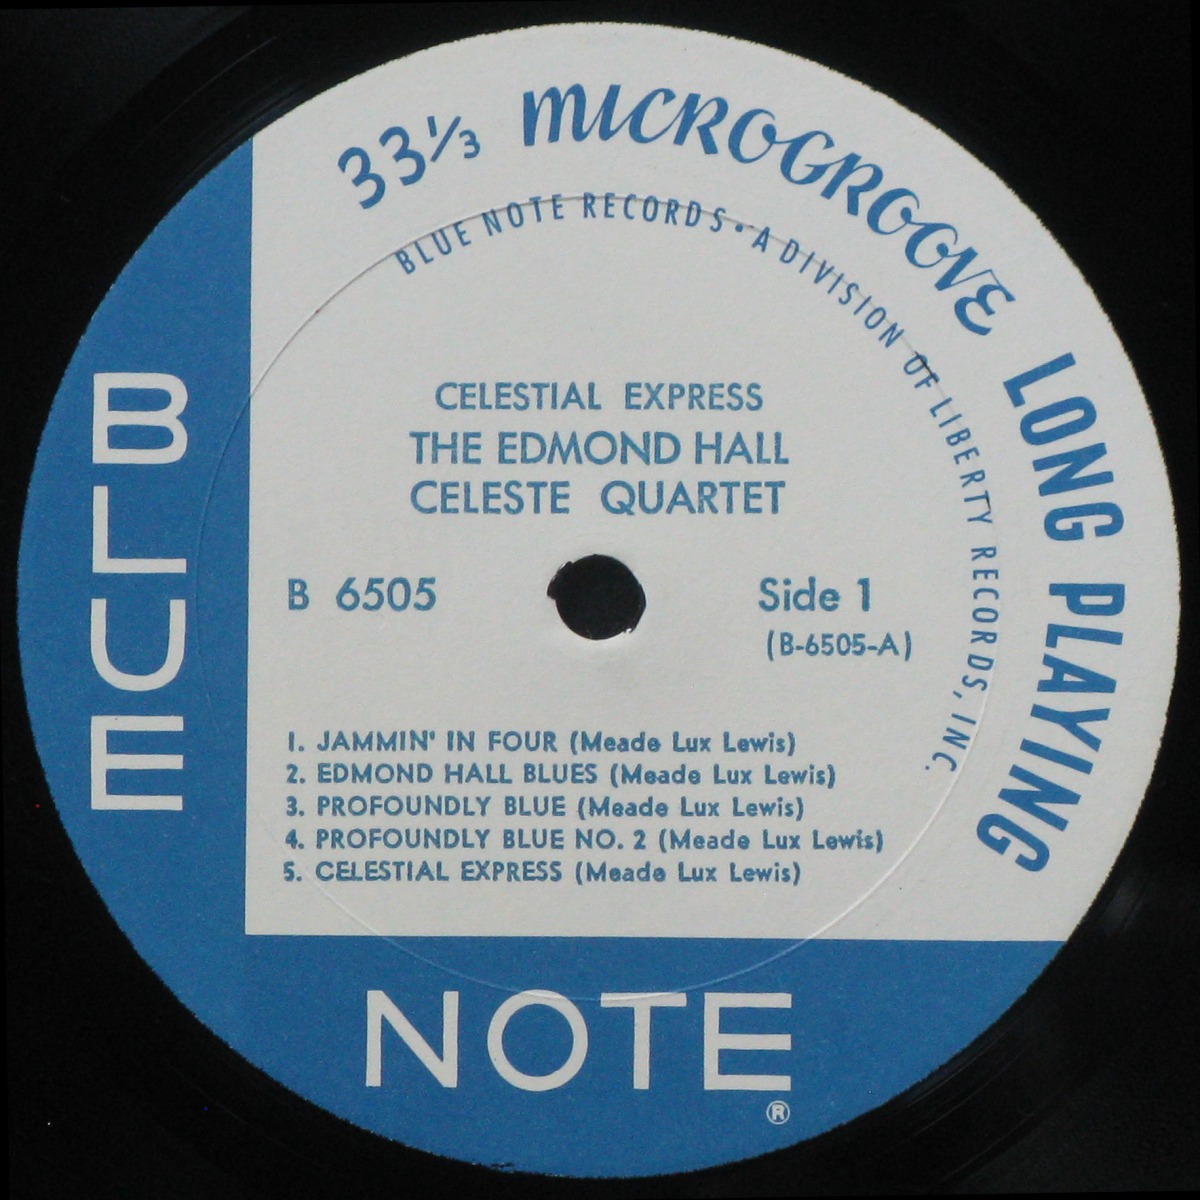 33⅓ MICROGROOVE LONG PLAYING
BLUE NOTE RECORDS • A DIVISION OF LIBERTY RECORDS, INC.
CELESTIAL EXPRESS
THE EDMOND HALL
CELESTE QUARTET
B 6505
Side 1
(B-6505-A)
1. JAMMIN' IN FOUR (Meade Lux Lewis)
2. EDMOND HALL BLUES (Meade Lux Lewis)
3. PROFOUNDLY BLUE (Meade Lux Lewis)
4. PROFOUNDLY BLUE NO. 2 (Meade Lux Lewis)
5. CELESTIAL EXPRESS (Meade Lux Lewis)
BLUE
NOTE
®